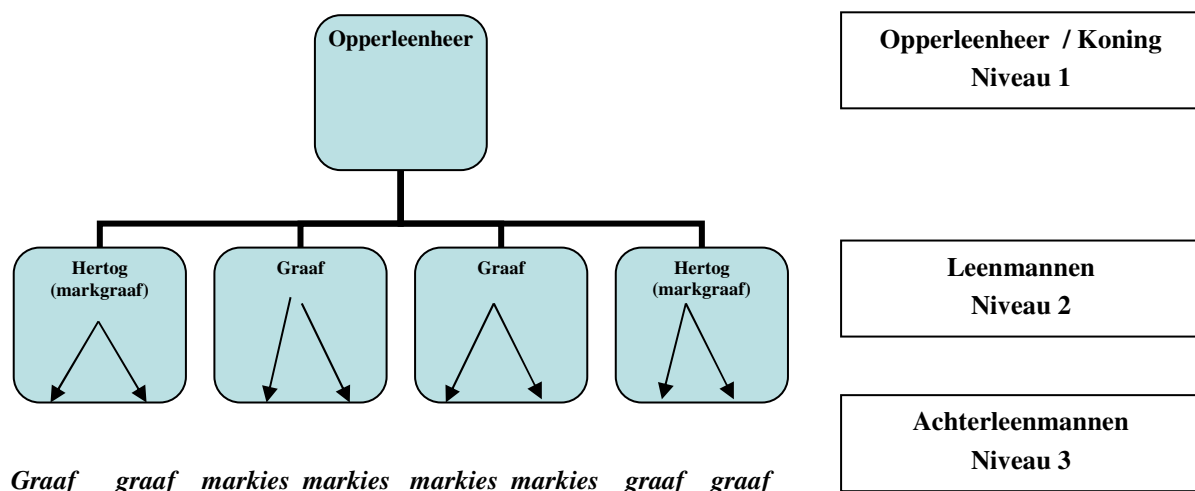 Opperleenheer
Opperleenheer / Koning
Niveau 1
Hertog
(markgraaf)
Graaf
Graaf
Hertog
(markgraaf)
Leenmannen
Niveau 2
Achterleenmannen
Niveau 3
Graaf graaf markies markies markies markies graaf graaf